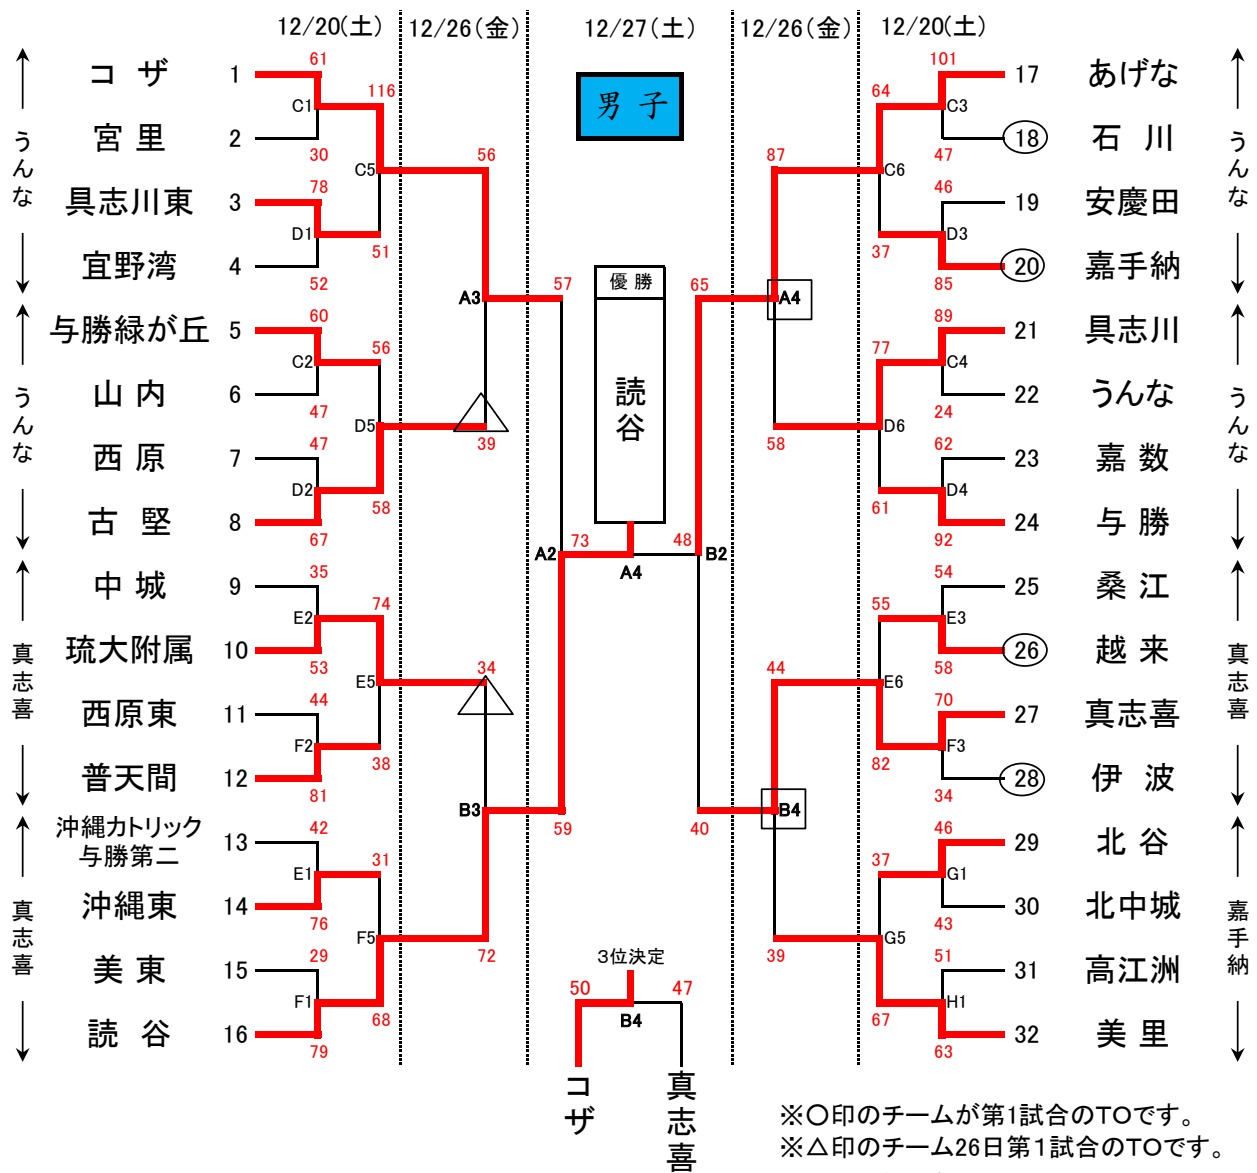 12/20(土) 12/26(金) 12/27(土) 12/26(金) 12/20(土)
男子
うんな
うんな
真志喜
真志喜
コザ 1 61
C1 116
宮里 2 30
C5 56
具志川東 3 78
D1 51
宜野湾 4 52
A3 57
与勝緑が丘 5 60
C2 56
山内 6 47
D5 39
西原 7 47
D2 58
古堅 8 67
A2 73
中城 9 35
E2 74
琉大附属 10 53
E5 34
西原東 11 44
F2 38
普天間 12 81
B3 59
沖縄カトリック
与勝第二 13 42
E1 31
沖縄東 14 76
F5 72
美東 15 29
F1 68
読谷 16 79
優勝
読谷
A4
3位決定
50 47
B4
コザ 真志喜
101 17 あげな
64 C3
47 18 石川
87 C6
46 19 安慶田
37 D3
85 20 嘉手納
65 A4
89 21 具志川
77 C4
24 22 うんな
58 D6
62 23 嘉数
61 D4
92 24 与勝
48 B2
54 25 桑江
55 E3
58 26 越来
44 E6
70 27 真志喜
82 F3
34 28 伊波
40 B4
46 29 北谷
37 G1
43 30 北中城
39 G5
51 31 高江洲
67 H1
63 32 美里
うんな
うんな
真志喜
嘉手納
※〇印のチームが第1試合のTOです。
※△印のチーム26日第1試合のTOです。